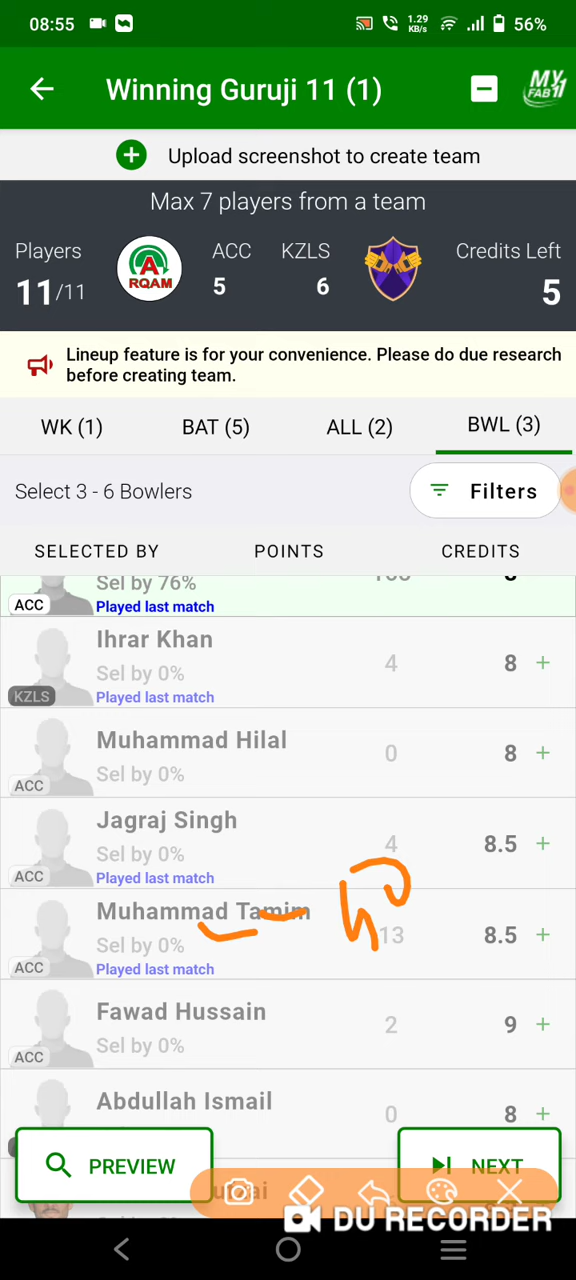 08:55 1.29 KB/s 56%
Winning Guruji 11 (1) MY FAB11
Upload screenshot to create team
Max 7 players from a team
Players ACC KZLS Credits Left
11/11 A RQAM 5 6 5
Lineup feature is for your convenience. Please do due research
before creating team.
WK (1) BAT (5) ALL (2) BWL (3)
Select 3 - 6 Bowlers Filters
SELECTED BY POINTS CREDITS
Sel by 76%
ACC Played last match
Ihrar Khan
Sel by 0% 4 8 +
KZLS Played last match
Muhammad Hilal
Sel by 0% 0 8 +
ACC
Jagraj Singh
Sel by 0% 4 8.5 +
ACC Played last match
Muhammad Tamim
Sel by 0% 13 8.5 +
ACC Played last match
Fawad Hussain
Sel by 0% 2 9 +
ACC
Abdullah Ismail
0 8 +
PREVIEW NEXT
DU RECORDER